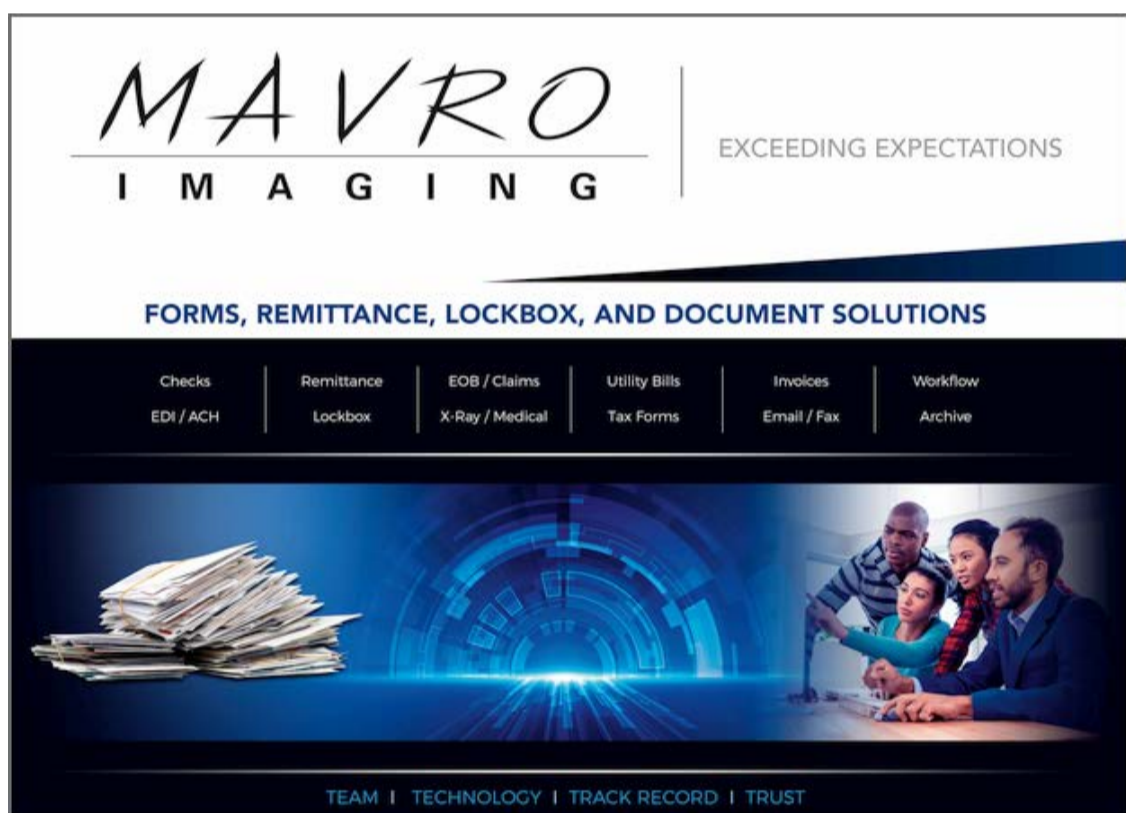 MAVRO
IMAGING
EXCEEDING EXPECTATIONS
FORMS, REMITTANCE, LOCKBOX, AND DOCUMENT SOLUTIONS
Checks
EDI / ACH
Remittance
Lockbox
EOB / Claims
X-Ray / Medical
Utility Bills
Tax Forms
Invoices
Email / Fax
Workflow
Archive
TEAM | TECHNOLOGY | TRACK RECORD | TRUST